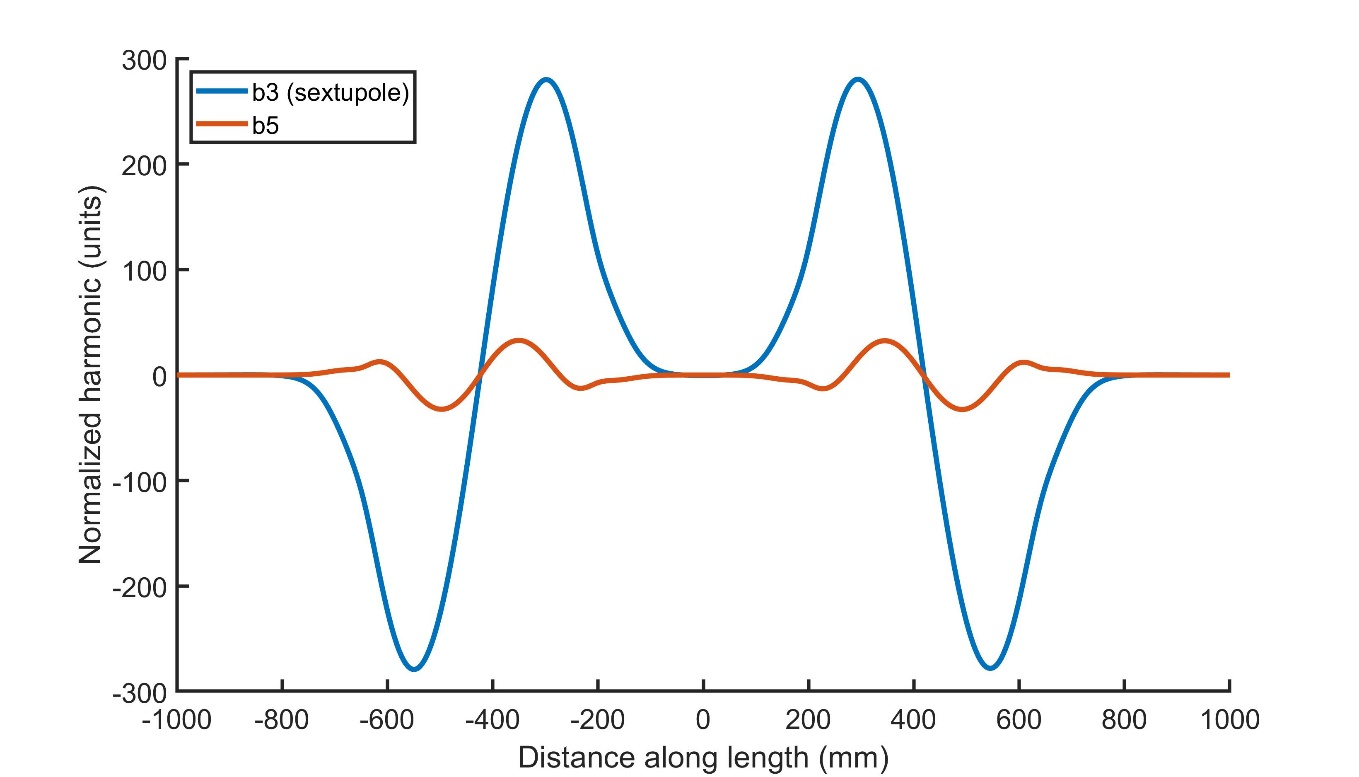 300
200
100
0
-100
-200
-300
Normalized harmonic (units)
b3 (sextupole)
b5
-1000 -800 -600 -400 -200 0 200 400 600 800 1000
Distance along length (mm)